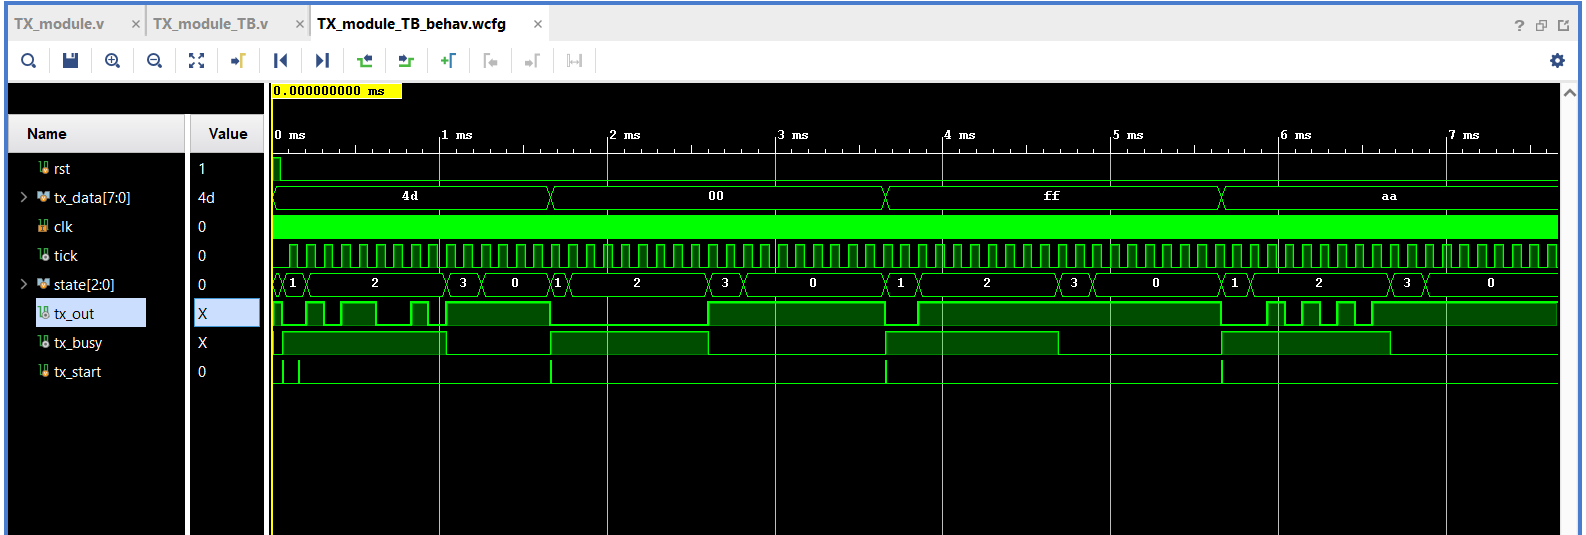 TX_module.v × TX_module_TB.v × TX_module_TB_behav.wcfg × ?
0.000000000 ms
Name Value 0 ms 1 ms 2 ms 3 ms 4 ms 5 ms 6 ms 7 ms
rst 1
tx_data[7:0] 4d 4d 00 ff aa
clk 0
tick 0
state[2:0] 0 1 2 3 0 1 2 3 0 1 2 3 0 1 2 3 0
tx_out X
tx_busy X
tx_start 0